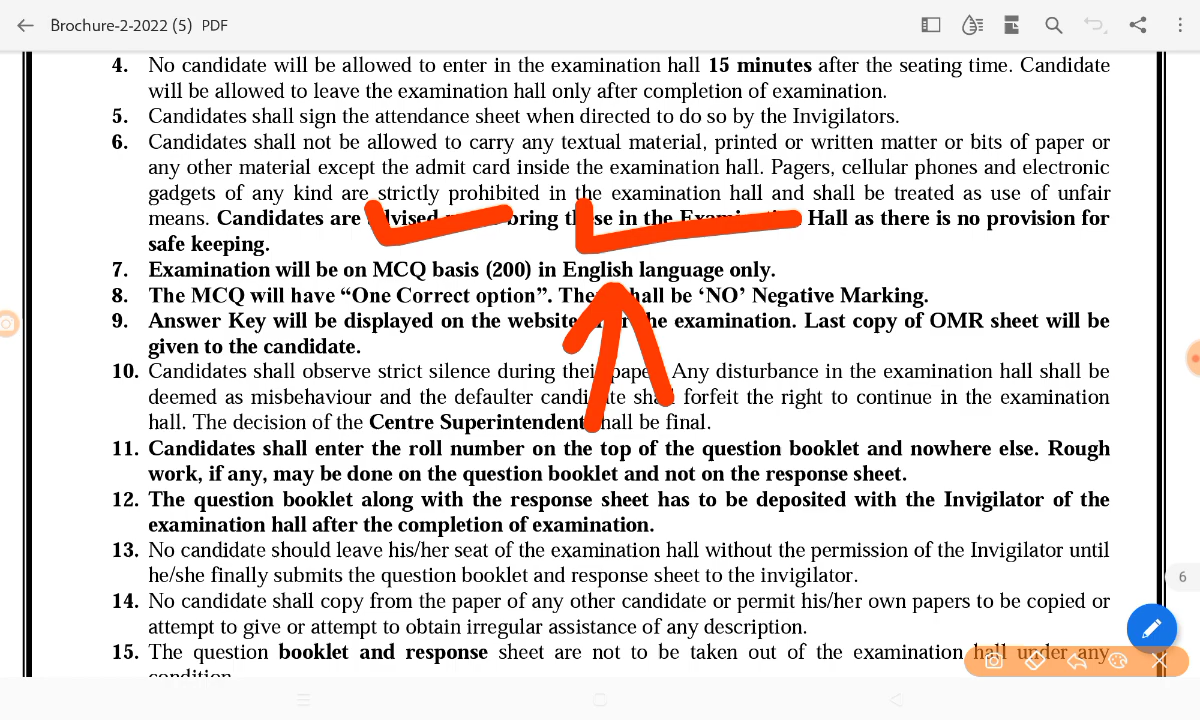 Brochure-2-2022 (5) PDF
4. No candidate will be allowed to enter in the examination hall 15 minutes after the seating time. Candidate
will be allowed to leave the examination hall only after completion of examination.
5. Candidates shall sign the attendance sheet when directed to do so by the Invigilators.
6. Candidates shall not be allowed to carry any textual material, printed or written matter or bits of paper or
any other material except the admit card inside the examination hall. Pagers, cellular phones and electronic
gadgets of any kind are strictly prohibited in the examination hall and shall be treated as use of unfair
means. Candidates are advised bring these in the Examination Hall as there is no provision for
safe keeping.
7. Examination will be on MCQ basis (200) in English language only.
8. The MCQ will have “One Correct option”. There shall be ‘NO’ Negative Marking.
9. Answer Key will be displayed on the website after the examination. Last copy of OMR sheet will be
given to the candidate.
10. Candidates shall observe strict silence during their paper. Any disturbance in the examination hall shall be
deemed as misbehaviour and the defaulter candidate shall forfeit the right to continue in the examination
hall. The decision of the Centre Superintendent shall be final.
11. Candidates shall enter the roll number on the top of the question booklet and nowhere else. Rough
work, if any, may be done on the question booklet and not on the response sheet.
12. The question booklet along with the response sheet has to be deposited with the Invigilator of the
examination hall after the completion of examination.
13. No candidate should leave his/her seat of the examination hall without the permission of the Invigilator until
he/she finally submits the question booklet and response sheet to the invigilator.
14. No candidate shall copy from the paper of any other candidate or permit his/her own papers to be copied or
attempt to give or attempt to obtain irregular assistance of any description.
15. The question booklet and response sheet are not to be taken out of the examination hall under any
condition.
6